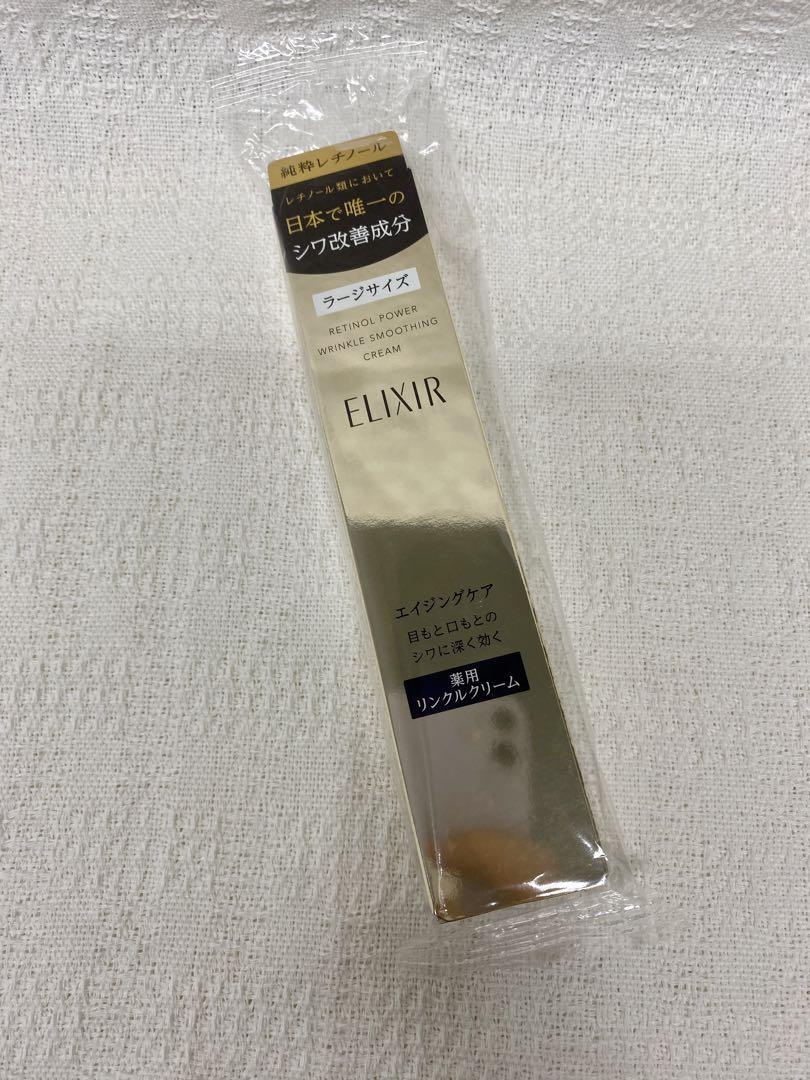 純粋レチノール
レチノール類において
日本で唯一の
シワ改善成分
ラージサイズ
RETINOL POWER
WRINKLE SMOOTHING
CREAM
ELIXIR
エイジングケア
目もと口もとの
シワに深く効く
薬用
リンクルクリーム